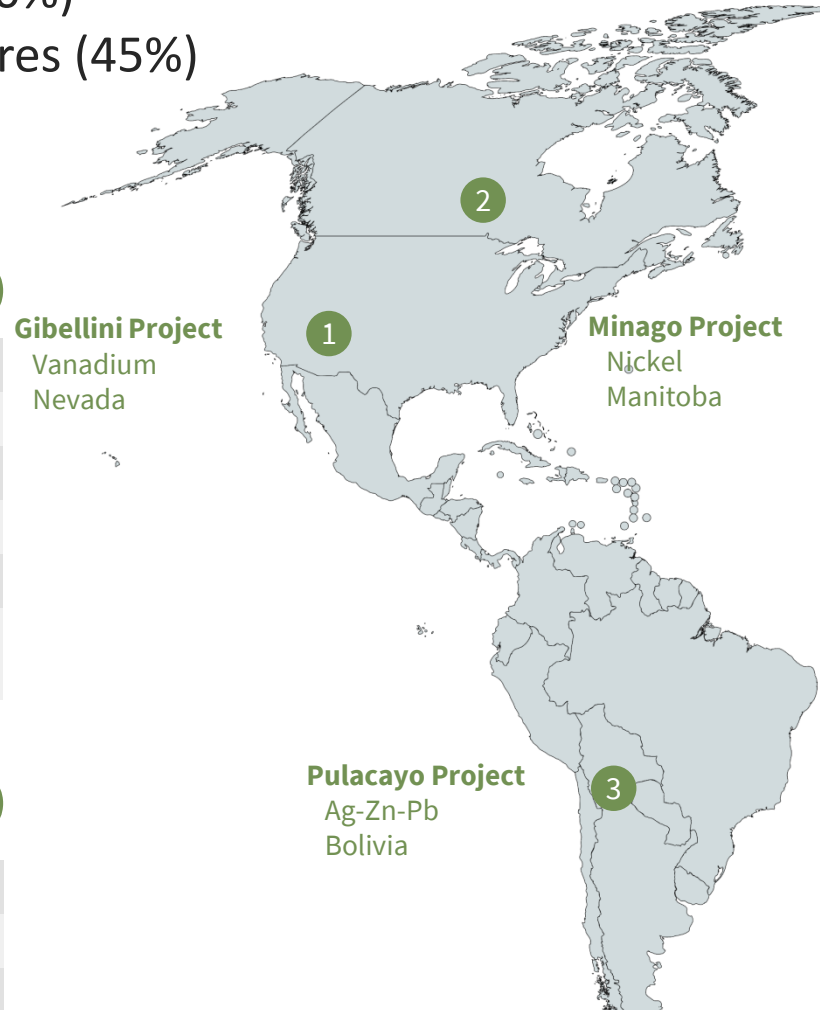 res (45%)
2
Gibellini Project
Vanadium
Nevada
1
Minago Project
Nickel
Manitoba
Pulacayo Project
Ag-Zn-Pb
Bolivia
3